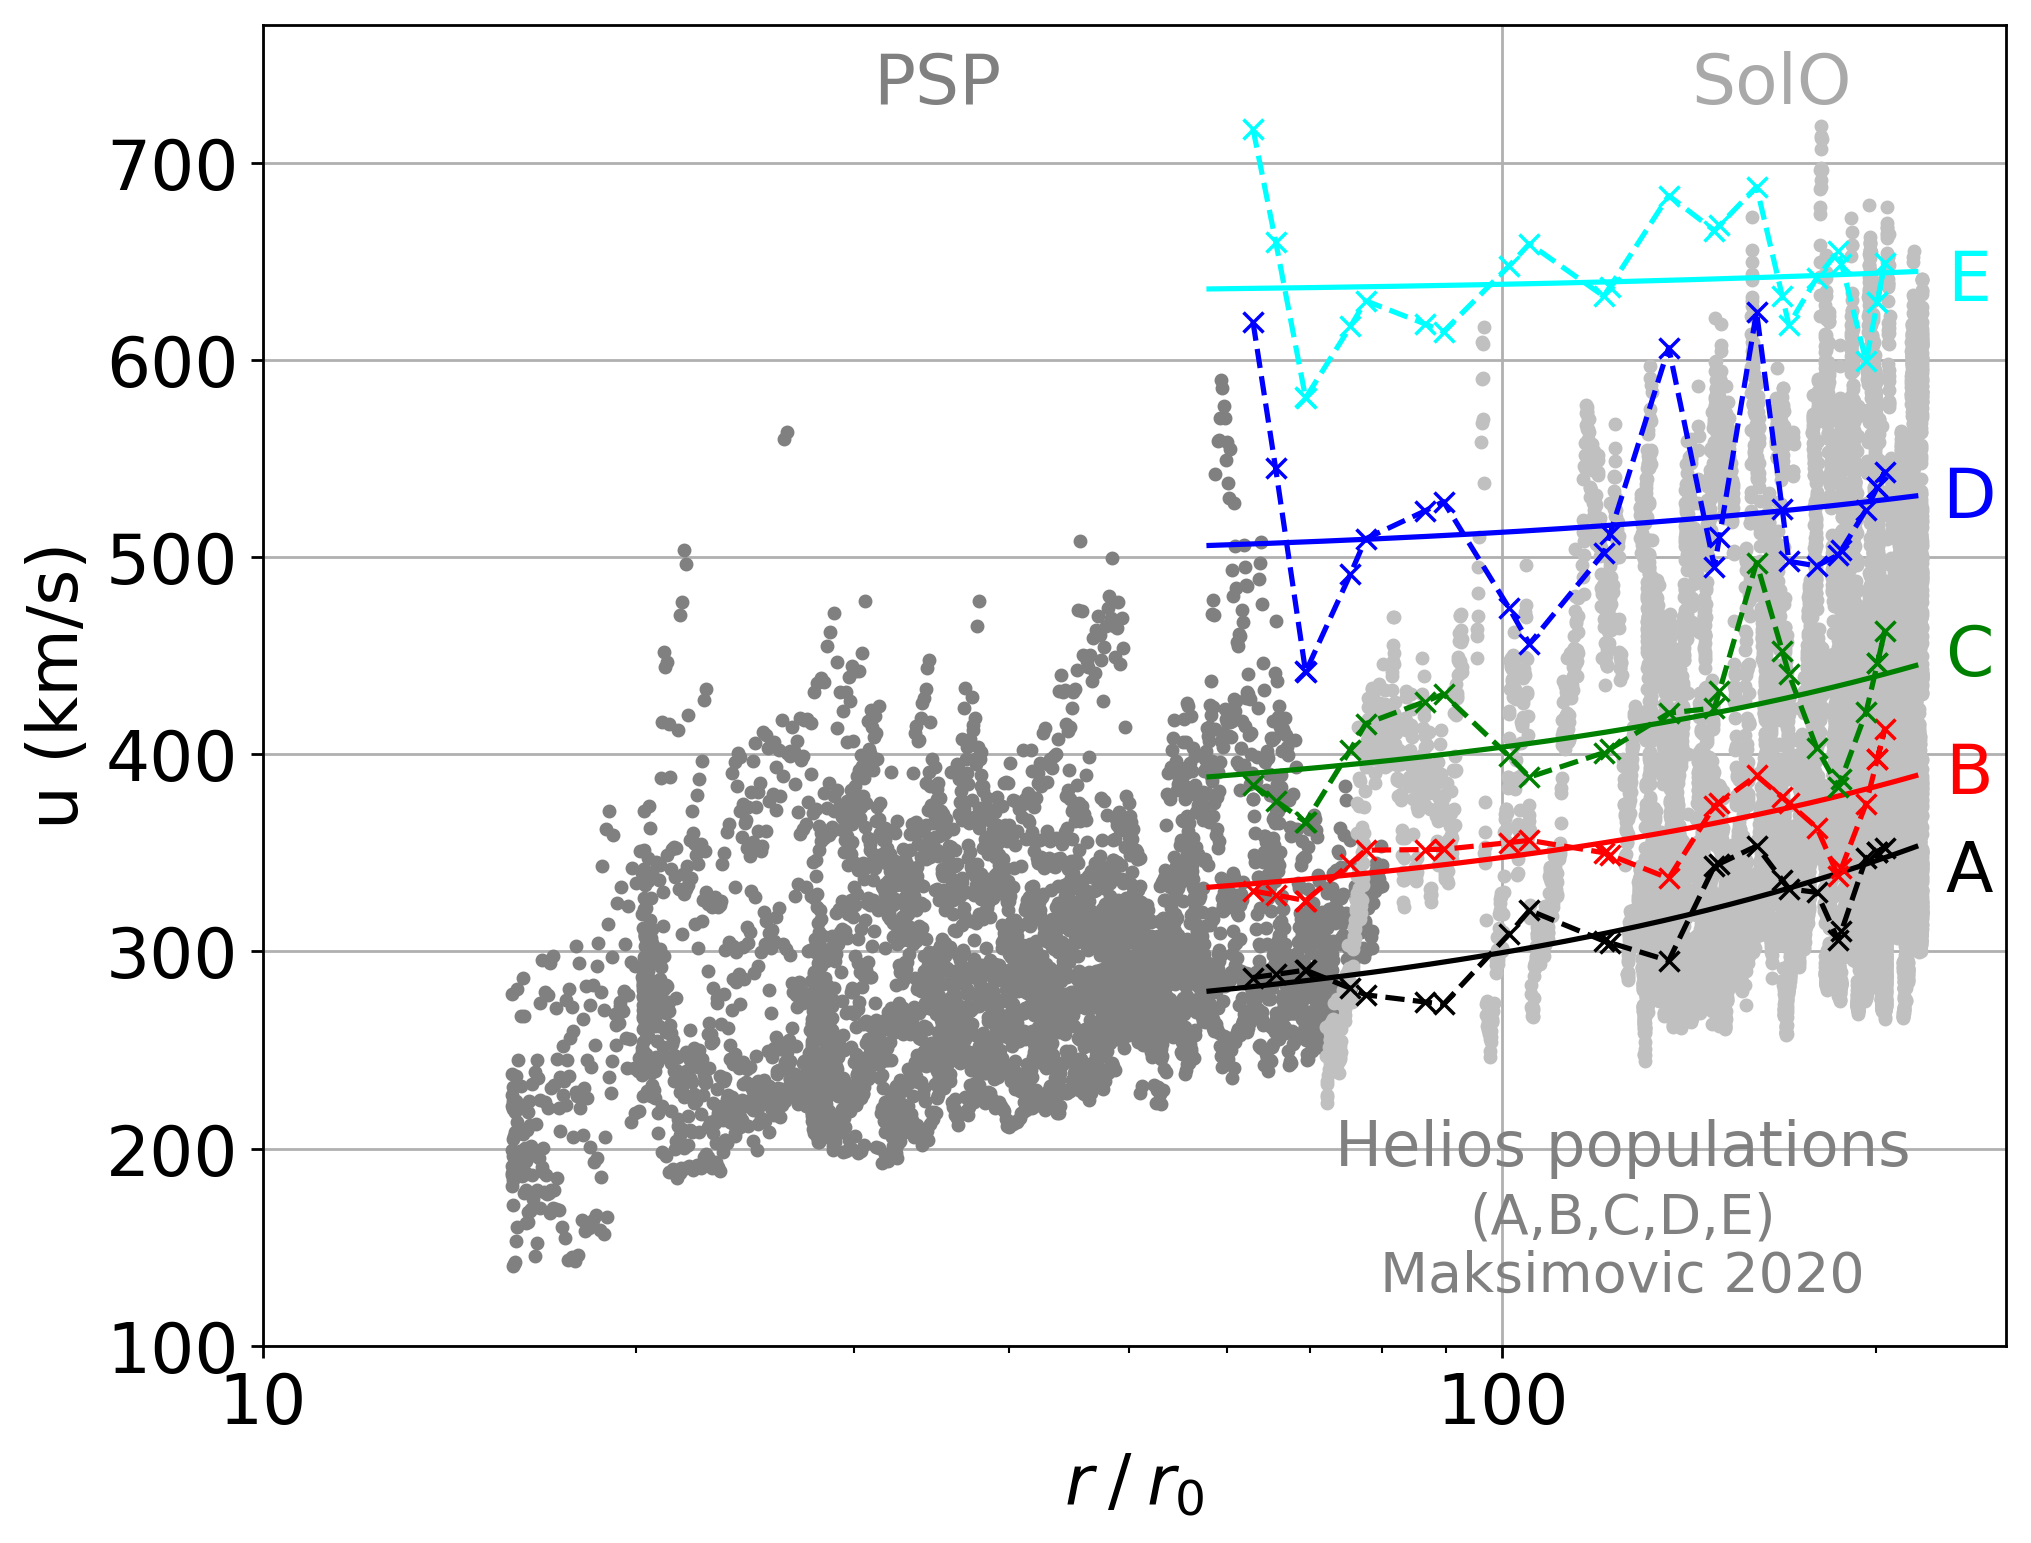 PSP
SolO
700
600
500
400
300
200
100
u (km/s)
E
D
C
B
A
Helios populations
(A,B,C,D,E)
Maksimovic 2020
10
100
r / r₀